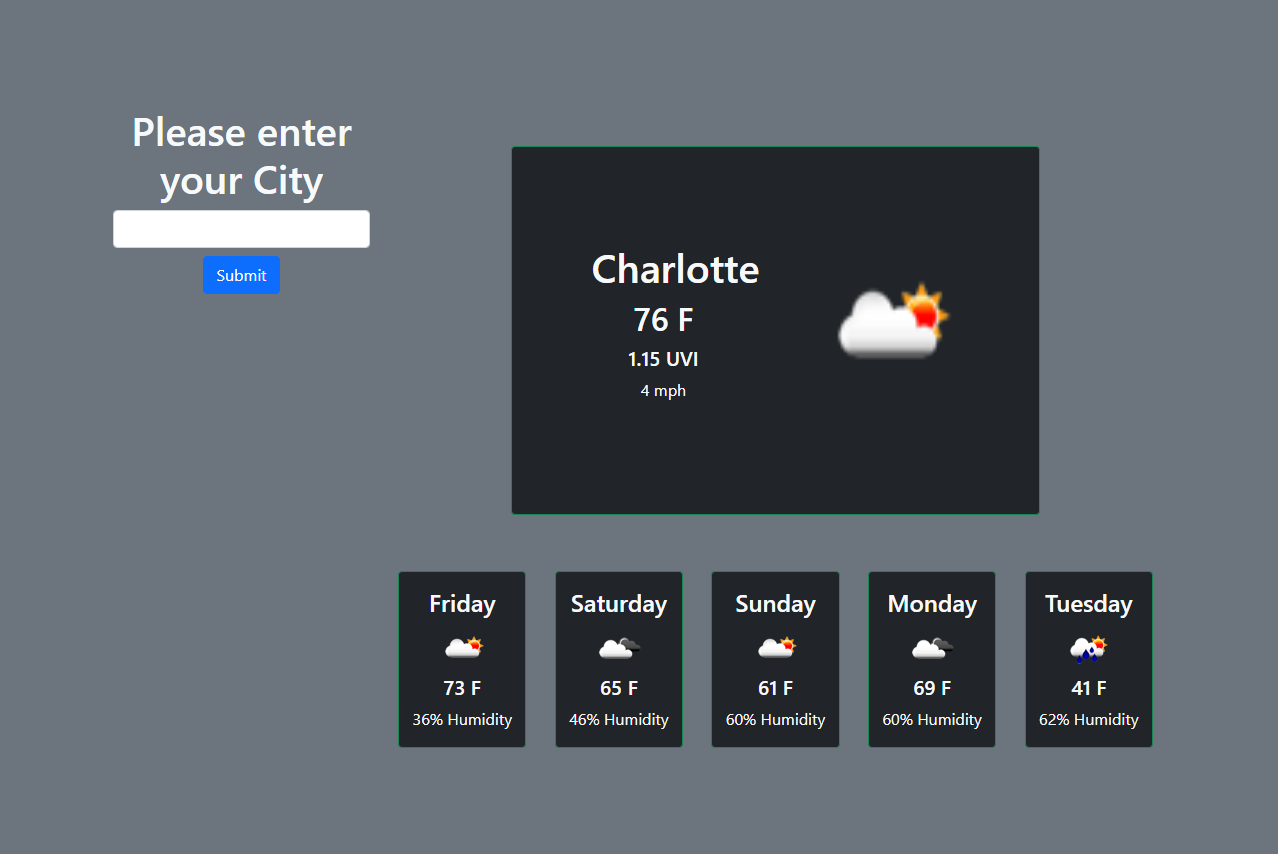 Please enter
your City
Submit
Charlotte
76 F
1.15 UVI
4 mph
Friday
73 F
36% Humidity
Saturday
65 F
46% Humidity
Sunday
61 F
60% Humidity
Monday
69 F
60% Humidity
Tuesday
41 F
62% Humidity